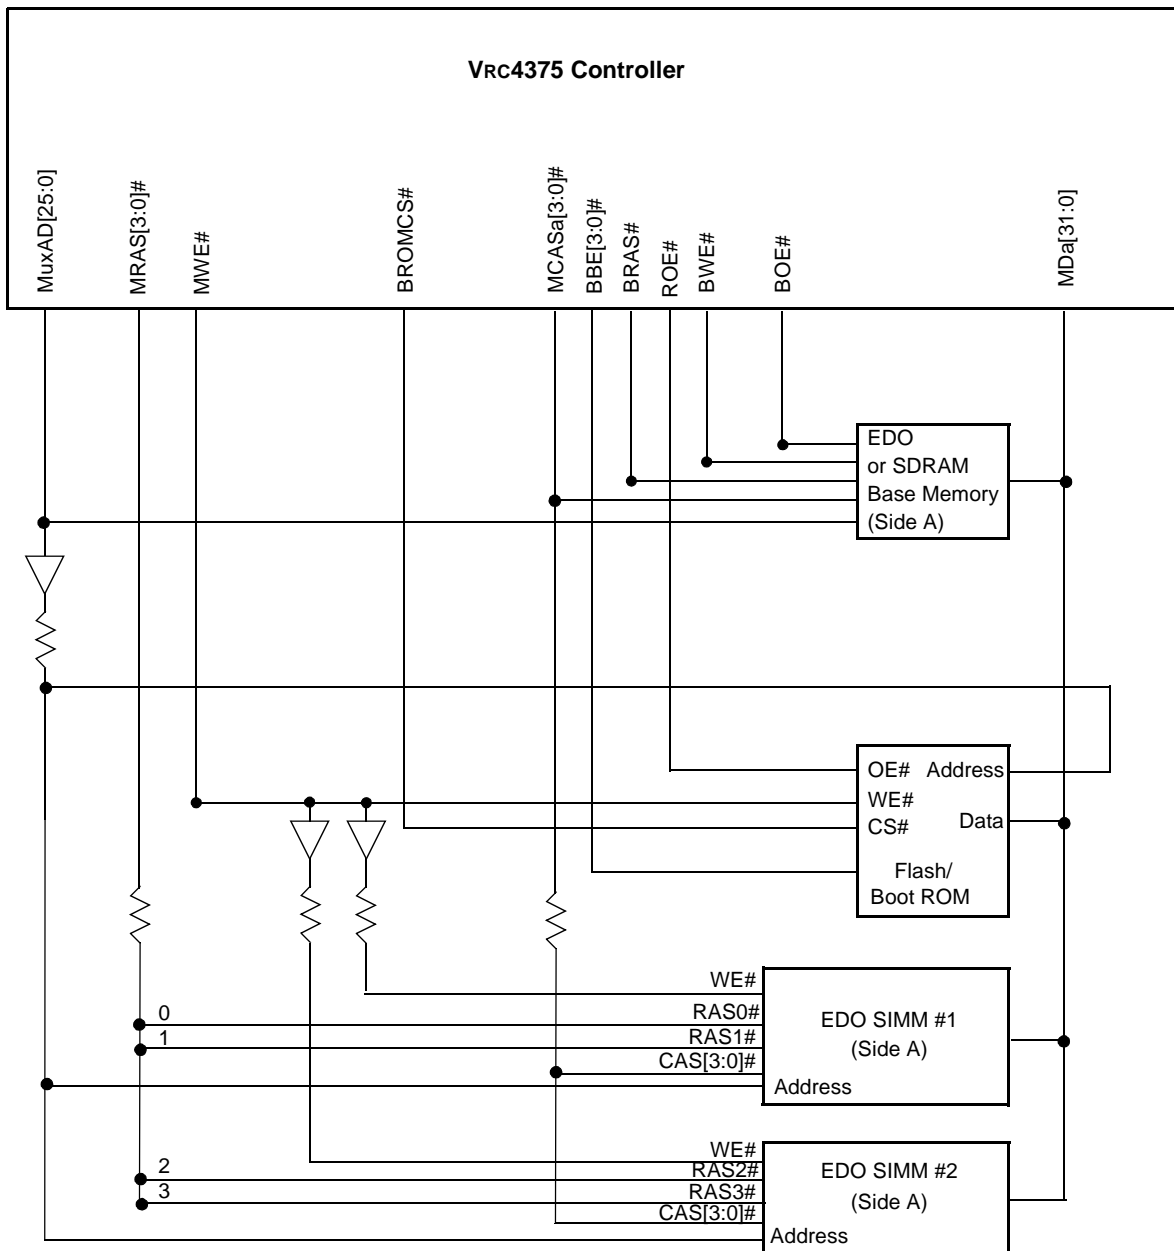 VRC4375 Controller
MuxAD[25:0]
MRAS[3:0]#
MWE#
BROMCS#
MCASa[3:0]#
BBE[3:0]#
BRAS#
ROE#
BWE#
BOE#
MDa[31:0]
EDO
or SDRAM
Base Memory
(Side A)
OE# Address
WE#
CS# Data
Flash/
Boot ROM
WE#
0 RAS0#
1 RAS1#
CAS[3:0]#
Address
EDO SIMM #1
(Side A)
WE#
2 RAS2#
3 RAS3#
CAS[3:0]#
Address
EDO SIMM #2
(Side A)